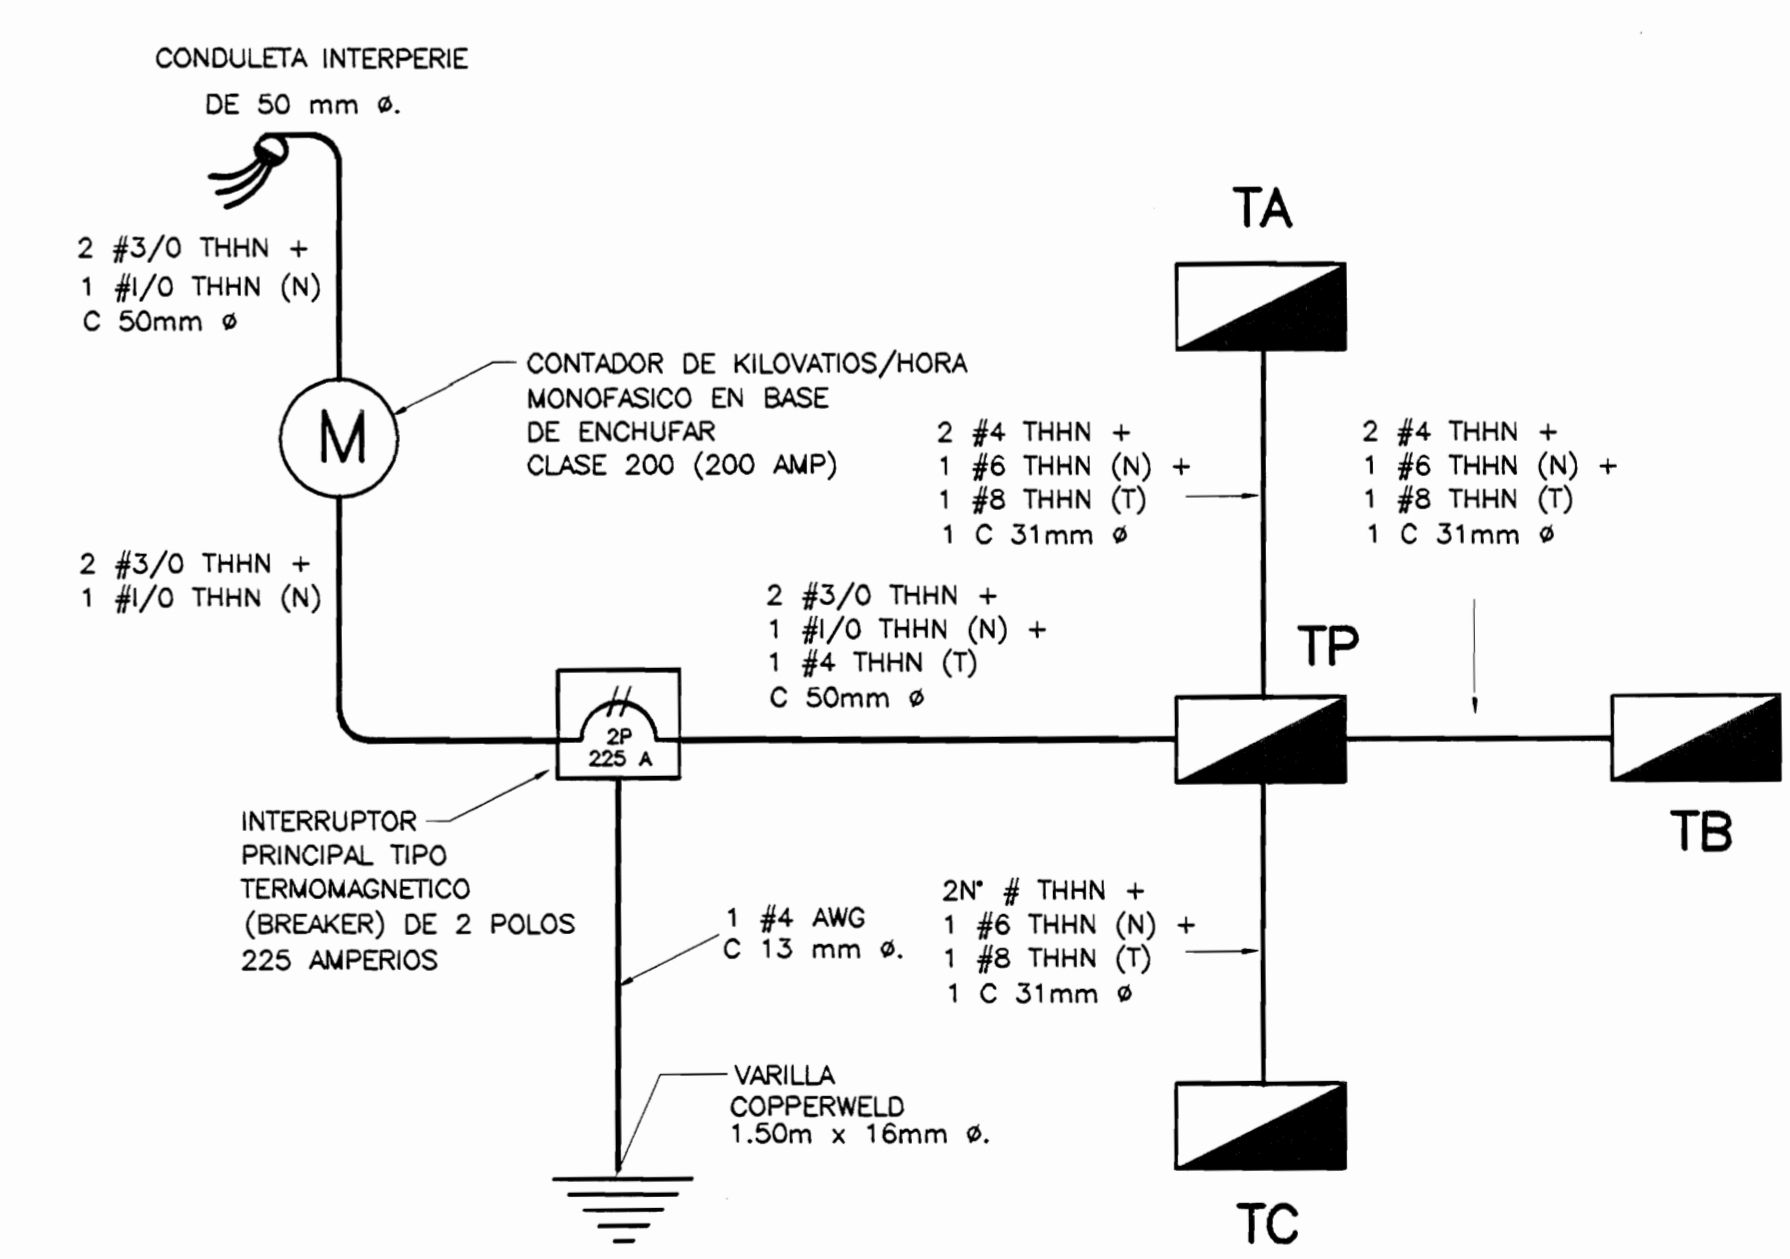 CONDULETA INTERPERIE
DE 50 mm ø.
2 #3/0 THHN +
1 #1/0 THHN (N)
C 50mm ø
M
CONTADOR DE KILOVATIOS/HORA
MONOFASICO EN BASE
DE ENCHUFAR
CLASE 200 (200 AMP)
2 #3/0 THHN +
1 #1/0 THHN (N)
2P
225 A
INTERRUPTOR
PRINCIPAL TIPO
TERMOMAGNETICO
(BREAKER) DE 2 POLOS
225 AMPERIOS
1 #4 AWG
C 13 mm ø.
VARILLA
COPPERWELD
1.50m x 16mm ø.
2 #3/0 THHN +
1 #1/0 THHN (N) +
1 #4 THHN (T)
C 50mm ø
TA
2 #4 THHN +
1 #6 THHN (N) +
1 #8 THHN (T)
1 C 31mm ø
2 #4 THHN +
1 #6 THHN (N) +
1 #8 THHN (T)
1 C 31mm ø
TP
TB
2N° # THHN +
1 #6 THHN (N) +
1 #8 THHN (T)
1 C 31mm ø
TC